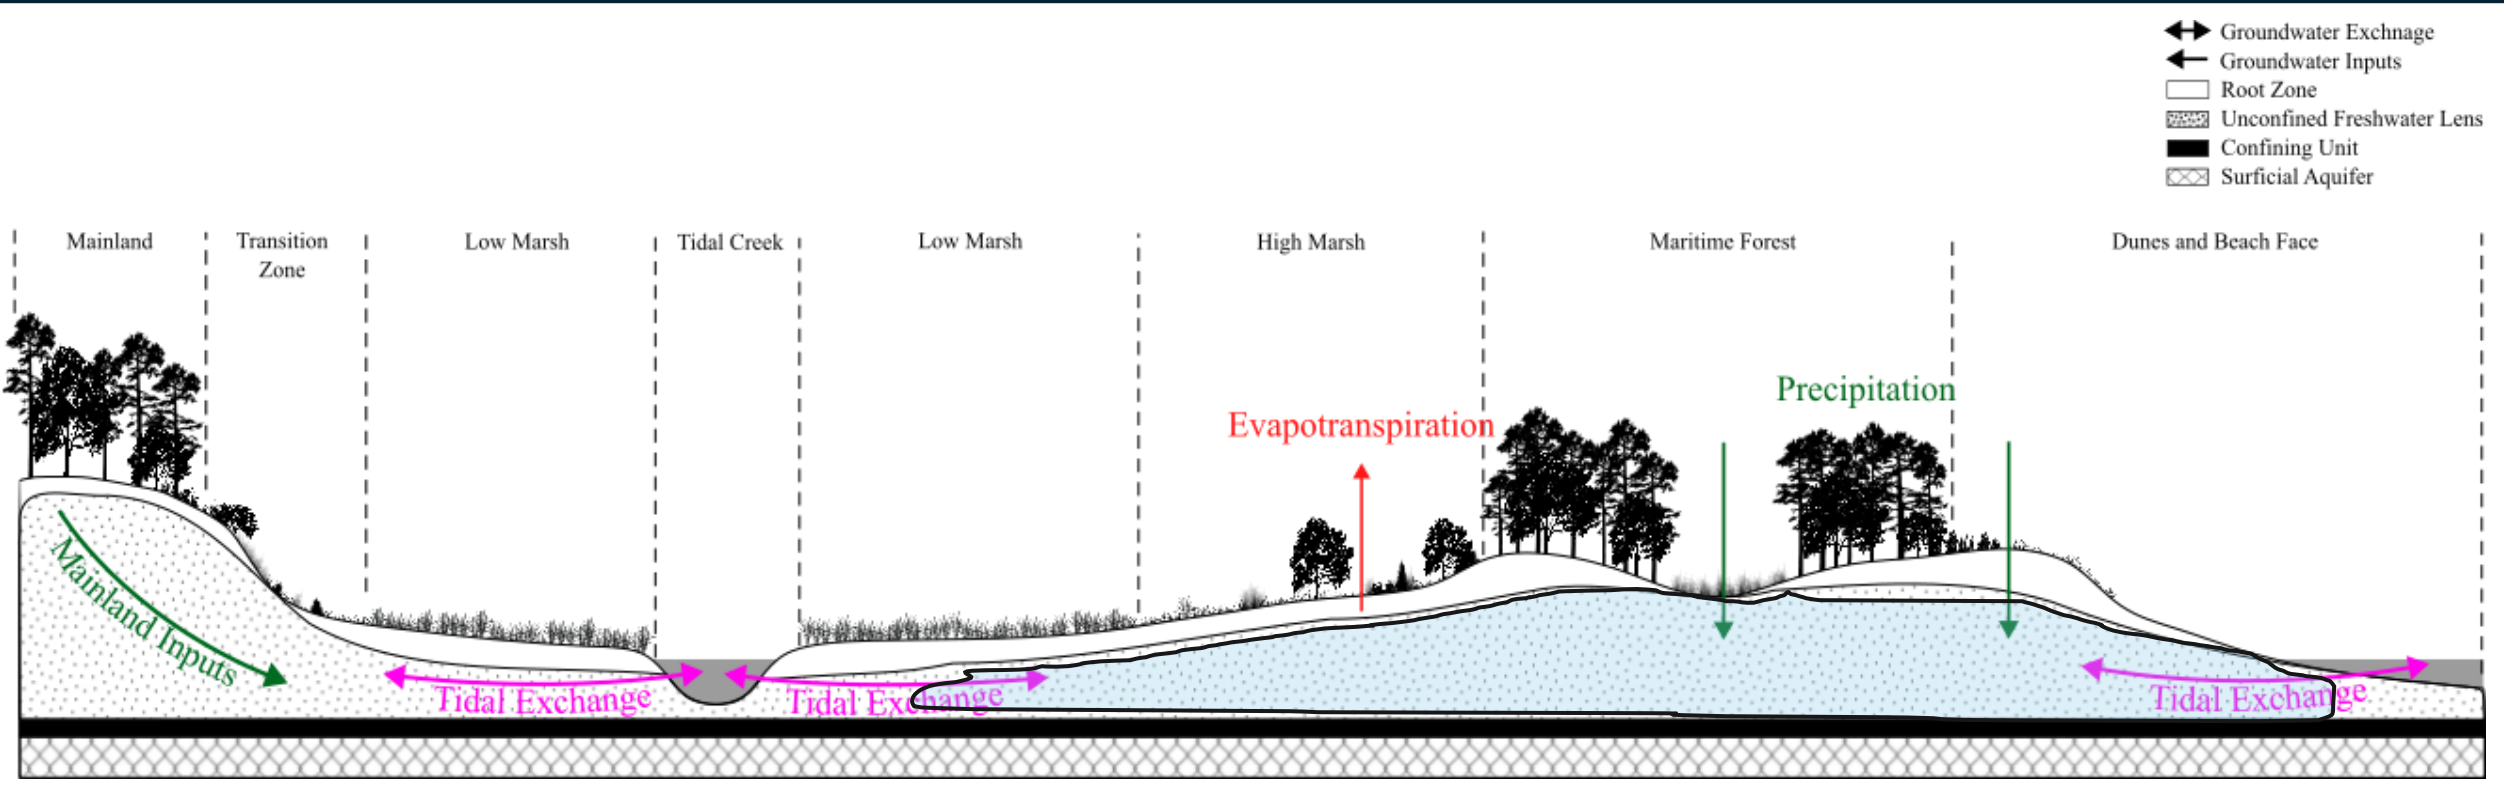 Groundwater Exchnage
Groundwater Inputs
Root Zone
Unconfined Freshwater Lens
Confining Unit
Surficial Aquifer
Mainland
Transition
Zone
Low Marsh
Tidal Creek
Low Marsh
High Marsh
Maritime Forest
Dunes and Beach Face
Precipitation
Evapotranspiration
Mainland Inputs
Tidal Exchange
Tidal Exchange
Tidal Exchange